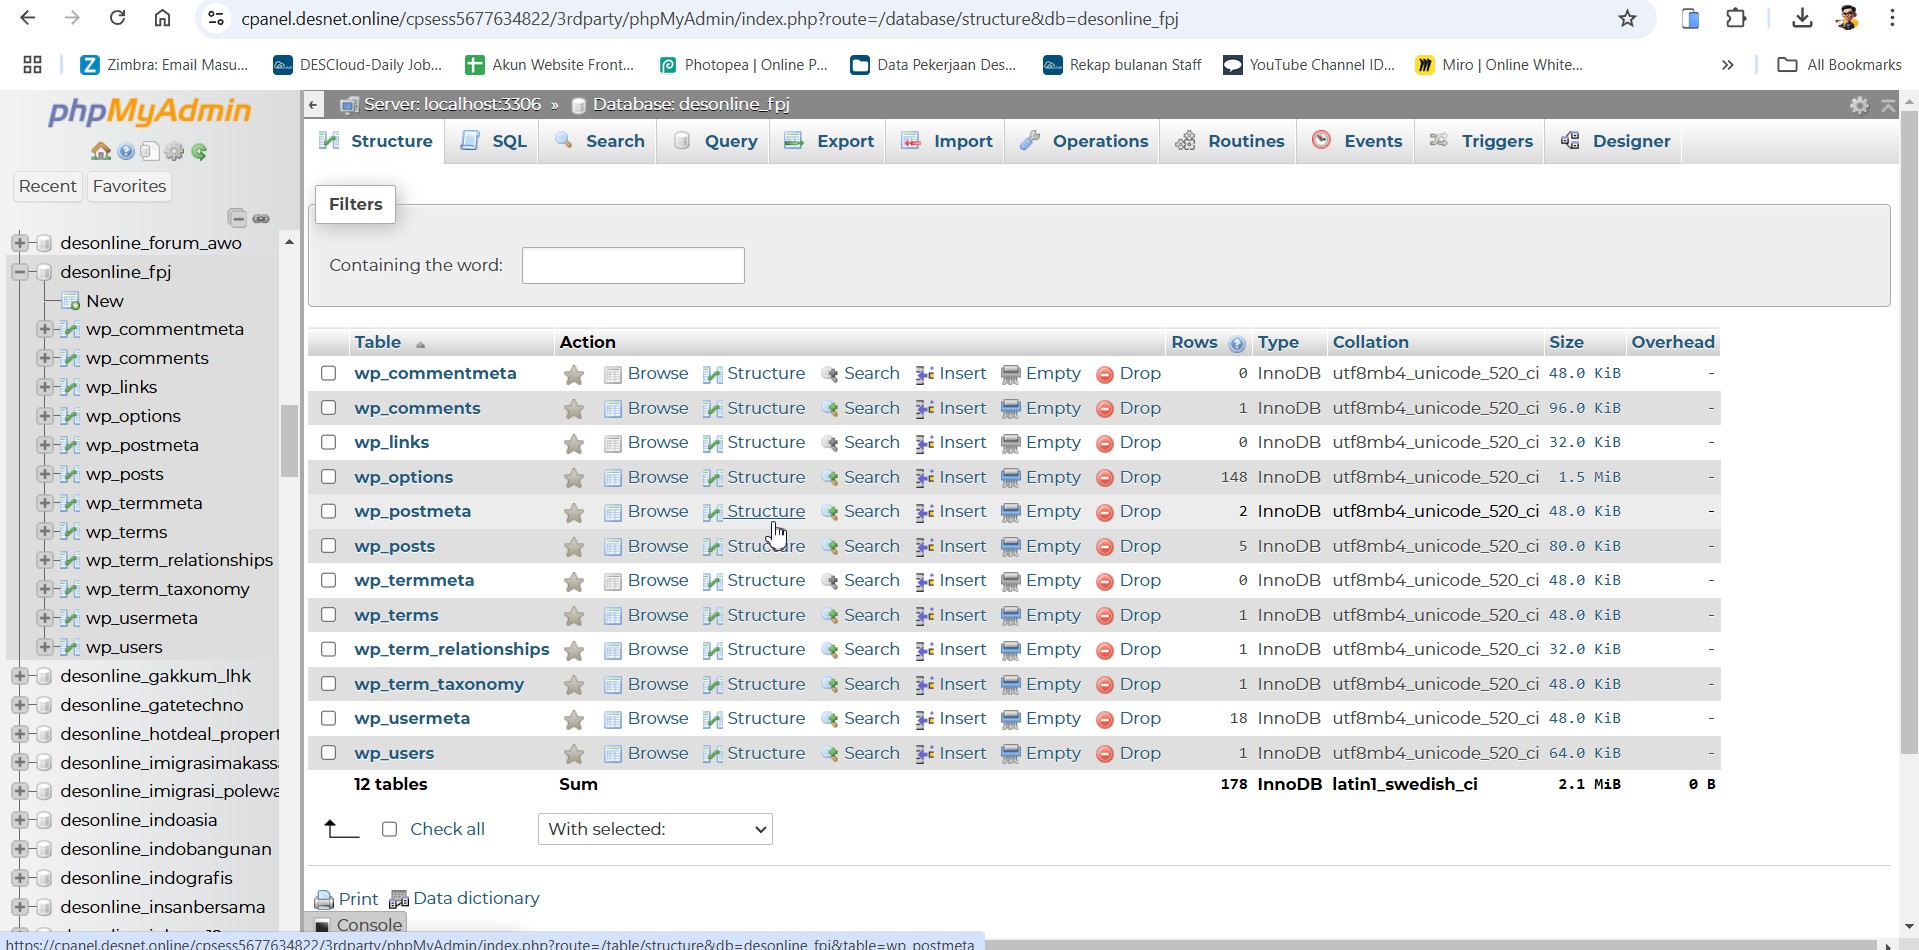 cpanel.desnet.online/cpsess5677634822/3rdparty/phpMyAdmin/index.php?route=/database/structure&db=desonline_fpj
Zimbra: Email Masu...
DESCloud-Daily Job...
Akun Website Front...
Photopea | Online P...
Data Pekerjaan Des...
Rekap bulanan Staff
YouTube Channel ID...
Miro | Online White...
»
All Bookmarks
phpMyAdmin
Recent
Favorites
desonline_forum_awo
desonline_fpj
New
wp_commentmeta
wp_comments
wp_links
wp_options
wp_postmeta
wp_posts
wp_termmeta
wp_terms
wp_term_relationships
wp_term_taxonomy
wp_usermeta
wp_users
desonline_gakkum_lhk
desonline_gatetechno
desonline_hotdeal_propert
desonline_imigrasimakass
desonline_imigrasi_polewa
desonline_indoasia
desonline_indobangunan
desonline_indografis
desonline_insanbersama
Server: localhost:3306 » Database: desonline_fpj
Structure SQL Search Query Export Import Operations Routines Events Triggers Designer
Filters
Containing the word:
Table Action Rows Type Collation Size Overhead
wp_commentmeta Browse Structure Search Insert Empty Drop 0 InnoDB utf8mb4_unicode_520_ci 48.0 KiB -
wp_comments Browse Structure Search Insert Empty Drop 1 InnoDB utf8mb4_unicode_520_ci 96.0 KiB -
wp_links Browse Structure Search Insert Empty Drop 0 InnoDB utf8mb4_unicode_520_ci 32.0 KiB -
wp_options Browse Structure Search Insert Empty Drop 148 InnoDB utf8mb4_unicode_520_ci 1.5 MiB -
wp_postmeta Browse Structure Search Insert Empty Drop 2 InnoDB utf8mb4_unicode_520_ci 48.0 KiB -
wp_posts Browse Structure Search Insert Empty Drop 5 InnoDB utf8mb4_unicode_520_ci 80.0 KiB -
wp_termmeta Browse Structure Search Insert Empty Drop 0 InnoDB utf8mb4_unicode_520_ci 48.0 KiB -
wp_terms Browse Structure Search Insert Empty Drop 1 InnoDB utf8mb4_unicode_520_ci 48.0 KiB -
wp_term_relationships Browse Structure Search Insert Empty Drop 1 InnoDB utf8mb4_unicode_520_ci 32.0 KiB -
wp_term_taxonomy Browse Structure Search Insert Empty Drop 1 InnoDB utf8mb4_unicode_520_ci 48.0 KiB -
wp_usermeta Browse Structure Search Insert Empty Drop 18 InnoDB utf8mb4_unicode_520_ci 48.0 KiB -
wp_users Browse Structure Search Insert Empty Drop 1 InnoDB utf8mb4_unicode_520_ci 64.0 KiB -
12 tables Sum 178 InnoDB latin1_swedish_ci 2.1 MiB 0 B
Check all
With selected:
Print Data dictionary
Console
https://cpanel.desnet.online/cpsess5677634822/3rdparty/phpMyAdmin/index.php?route=/table/structure&db=desonline_fpj&table=wp_postmeta